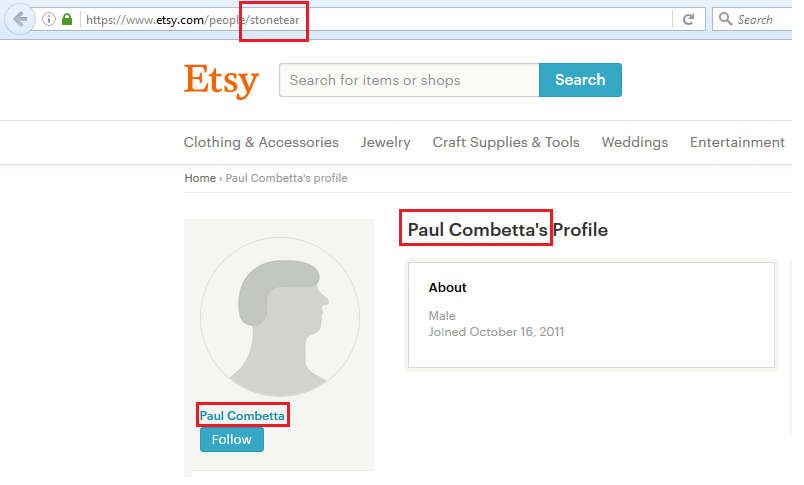 https://www.etsy.com/people/stonetear
Search
Etsy
Search for items or shops
Search
Clothing & Accessories Jewelry Craft Supplies & Tools Weddings Entertainment
Home › Paul Combetta's profile
Paul Combetta's Profile
About
Male
Joined October 16, 2011
Paul Combetta
Follow